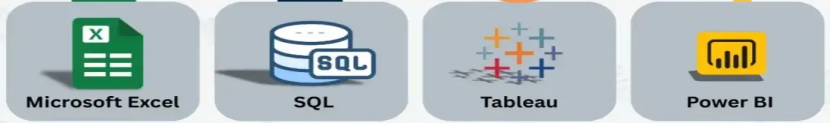 X
SQL
Microsoft Excel
SQL
Tableau
Power BI